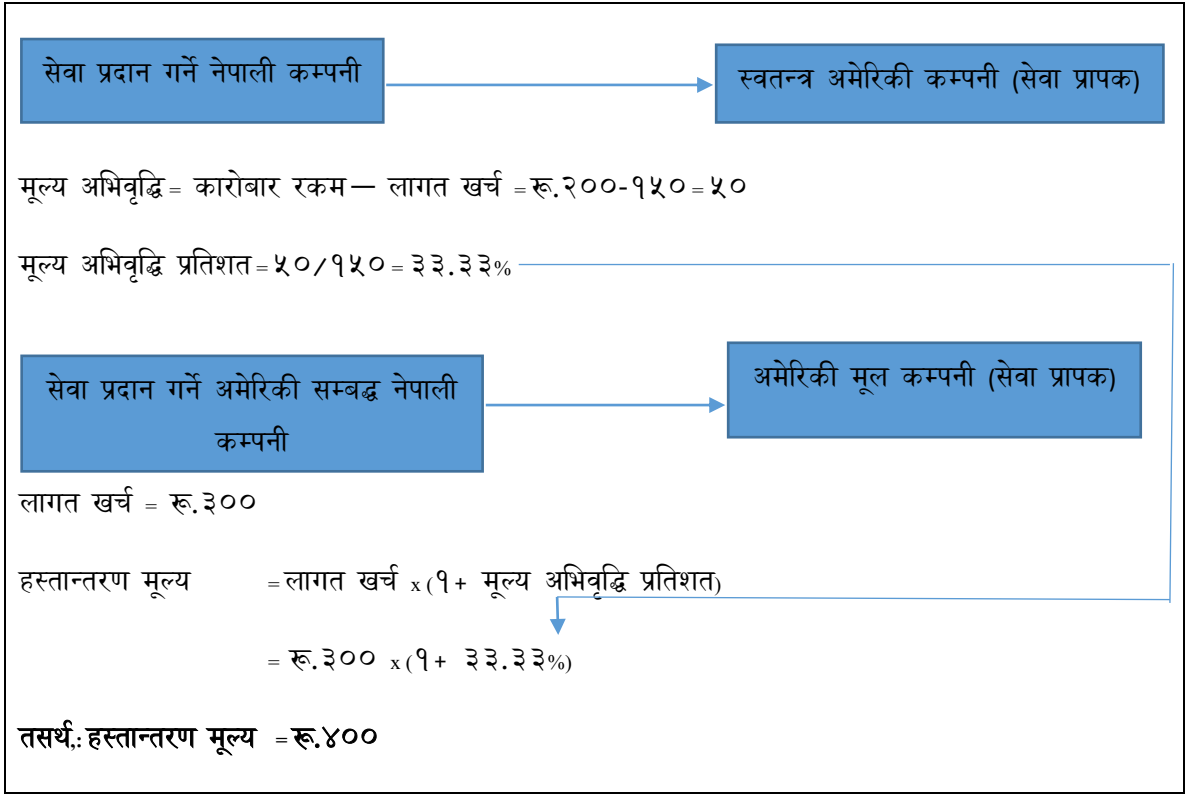 सेवा प्रदान गर्ने नेपाली कम्पनी
स्वतन्त्र अमेरिकी कम्पनी (सेवा प्रापक)
मूल्य अभिवृद्धि = कारोबार रकम — लागत खर्च = रू.२००-१५० = ५०
मूल्य अभिवृद्धि प्रतिशत = ५०/१५० = ३३.३३%
सेवा प्रदान गर्ने अमेरिकी सम्बद्ध नेपाली
कम्पनी
अमेरिकी मूल कम्पनी (सेवा प्रापक)
लागत खर्च = रू.३००
हस्तान्तरण मूल्य = लागत खर्च x (१+ मूल्य अभिवृद्धि प्रतिशत)
= रू.३०० x (१+ ३३.३३%)
तसर्थ,: हस्तान्तरण मूल्य = रू.४००